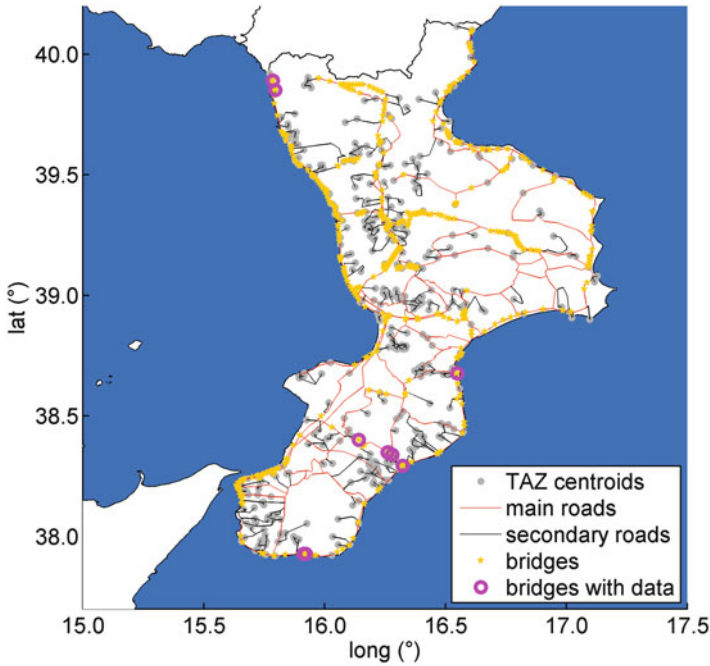 40.0
39.5
39.0
38.5
38.0
lat (°)
15.0 15.5 16.0 16.5 17.0 17.5
long (°)
TAZ centroids
main roads
secondary roads
bridges
bridges with data